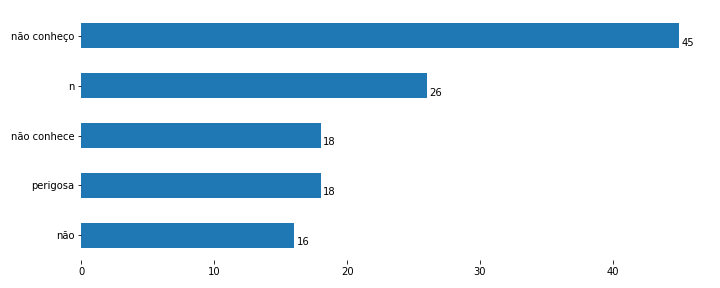 não conheço
45
n
26
não conhece
18
perigosa
18
não
16
0 10 20 30 40